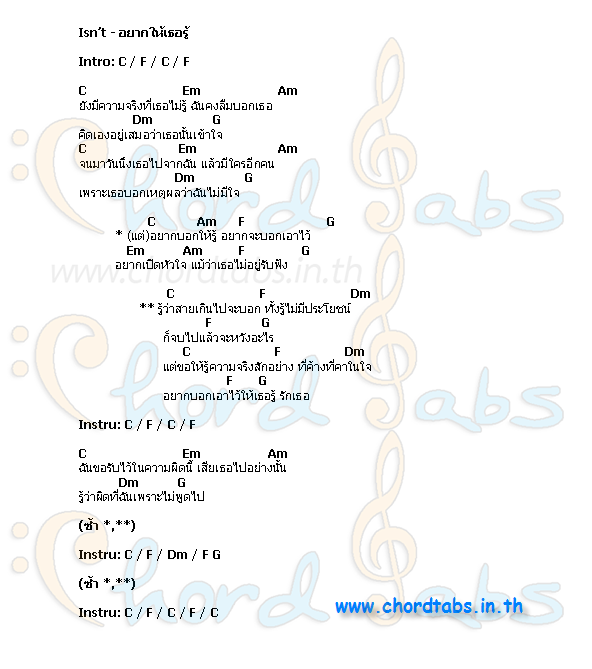 Isn't - อยากให้เธอรู้
Intro: C / F / C / F
C Em Am
ยังมีความจริงที่เธอไม่รู้ ฉันคงลืมบอกเธอ
Dm G
คิดเองอยู่เสมอว่าเธอนั้นเข้าใจ
C Em Am
จนมาวันนึงเธอไปจากฉัน แล้วมีใครอีกคน
Dm G
เพราะเธอบอกเหตุผลว่าฉันไม่มีใจ
C Am F G
* (แต่)อยากบอกให้รู้ อยากจะบอกเอาไว้
Em Am F G
อยากเปิดหัวใจ แม้ว่าเธอไม่อยู่รับฟัง
www.chordtabs.in.th
C F Dm
** รู้ว่าสายเกินไปจะบอก ทั้งรู้ไม่มีประโยชน์
F G
ก็จบไปแล้วจะหวังอะไร
C F Dm
แต่ขอให้รู้ความจริงสักอย่าง ที่ค้างที่คาในใจ
F G
อยากบอกเอาไว้ให้เธอรู้ รักเธอ
Instru: C / F / C / F
C Em Am
ฉันขอรับไว้ในความผิดนี้ เสียเธอไปอย่างนั้น
Dm G
รู้ว่าผิดที่ฉันเพราะไม่พูดไป
(ซ้ำ *,**)
Instru: C / F / Dm / F G
(ซ้ำ *,**)
Instru: C / F / C / F / C
www.chordtabs.in.th
Chord Tabs
Chord Tabs
Chord Tabs